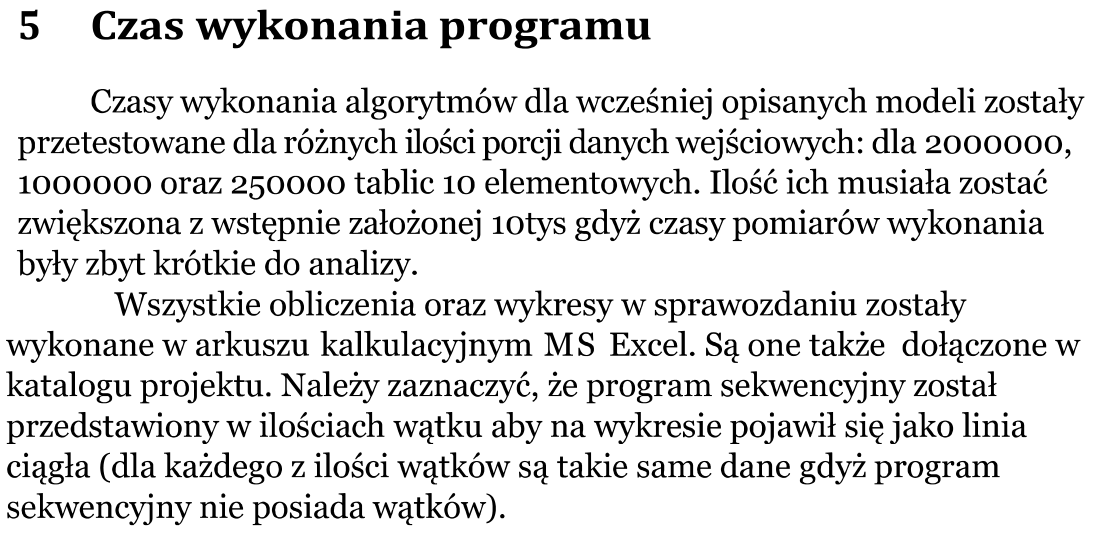 5 Czas wykonania programu
Czasy wykonania algorytmów dla wcześniej opisanych modeli zostały
przetestowane dla różnych ilości porcji danych wejściowych: dla 2000000,
1000000 oraz 250000 tablic 10 elementowych. Ilość ich musiała zostać
zwiększona z wstępnie założonej 10tys gdyż czasy pomiarów wykonania
były zbyt krótkie do analizy.
Wszystkie obliczenia oraz wykresy w sprawozdaniu zostały
wykonane w arkuszu kalkulacyjnym MS Excel. Są one także dołączone w
katalogu projektu. Należy zaznaczyć, że program sekwencyjny został
przedstawiony w ilościach wątku aby na wykresie pojawił się jako linia
ciągła (dla każdego z ilości wątków są takie same dane gdyż program
sekwencyjny nie posiada wątków).